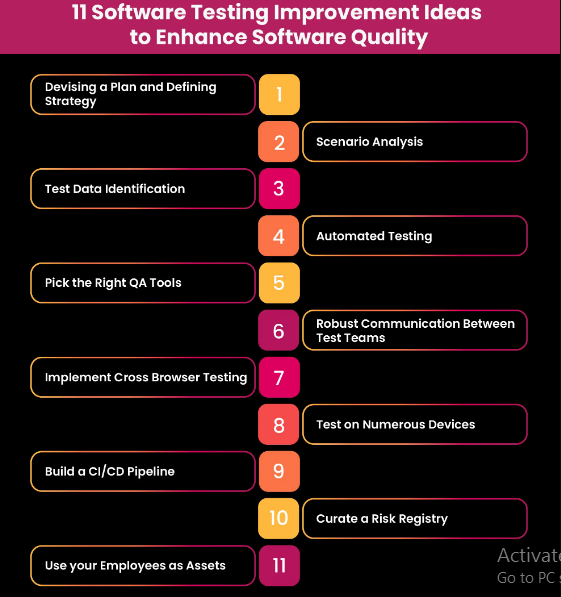 11 Software Testing Improvement Ideas
to Enhance Software Quality
Devising a Plan and Defining
Strategy
1
2
Scenario Analysis
Test Data Identification
3
4
Automated Testing
Pick the Right QA Tools
5
6
Robust Communication Between
Test Teams
Implement Cross Browser Testing
7
8
Test on Numerous Devices
Build a CI/CD Pipeline
9
10
Curate a Risk Registry
Use your Employees as Assets
11
Activate
Go to PC